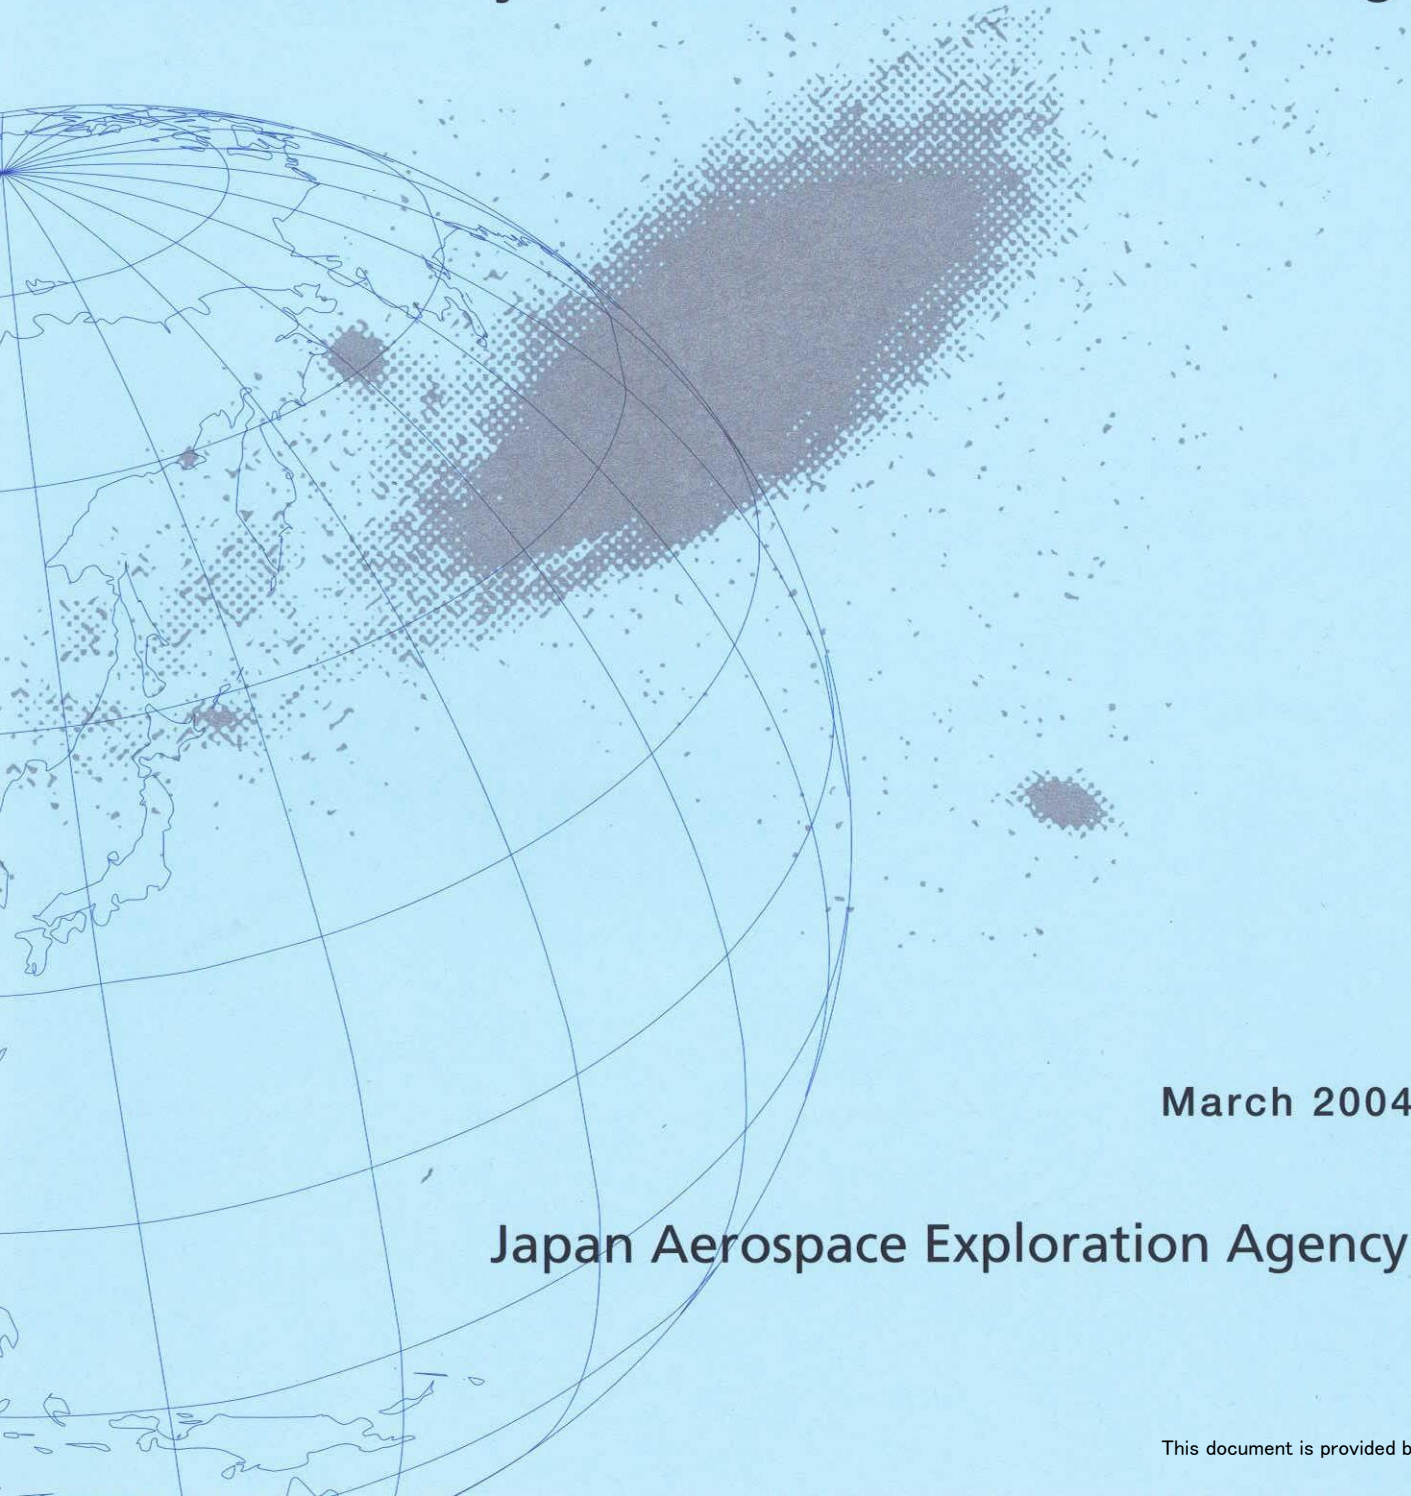 March 2004
Japan Aerospace Exploration Agency
This document is provided b